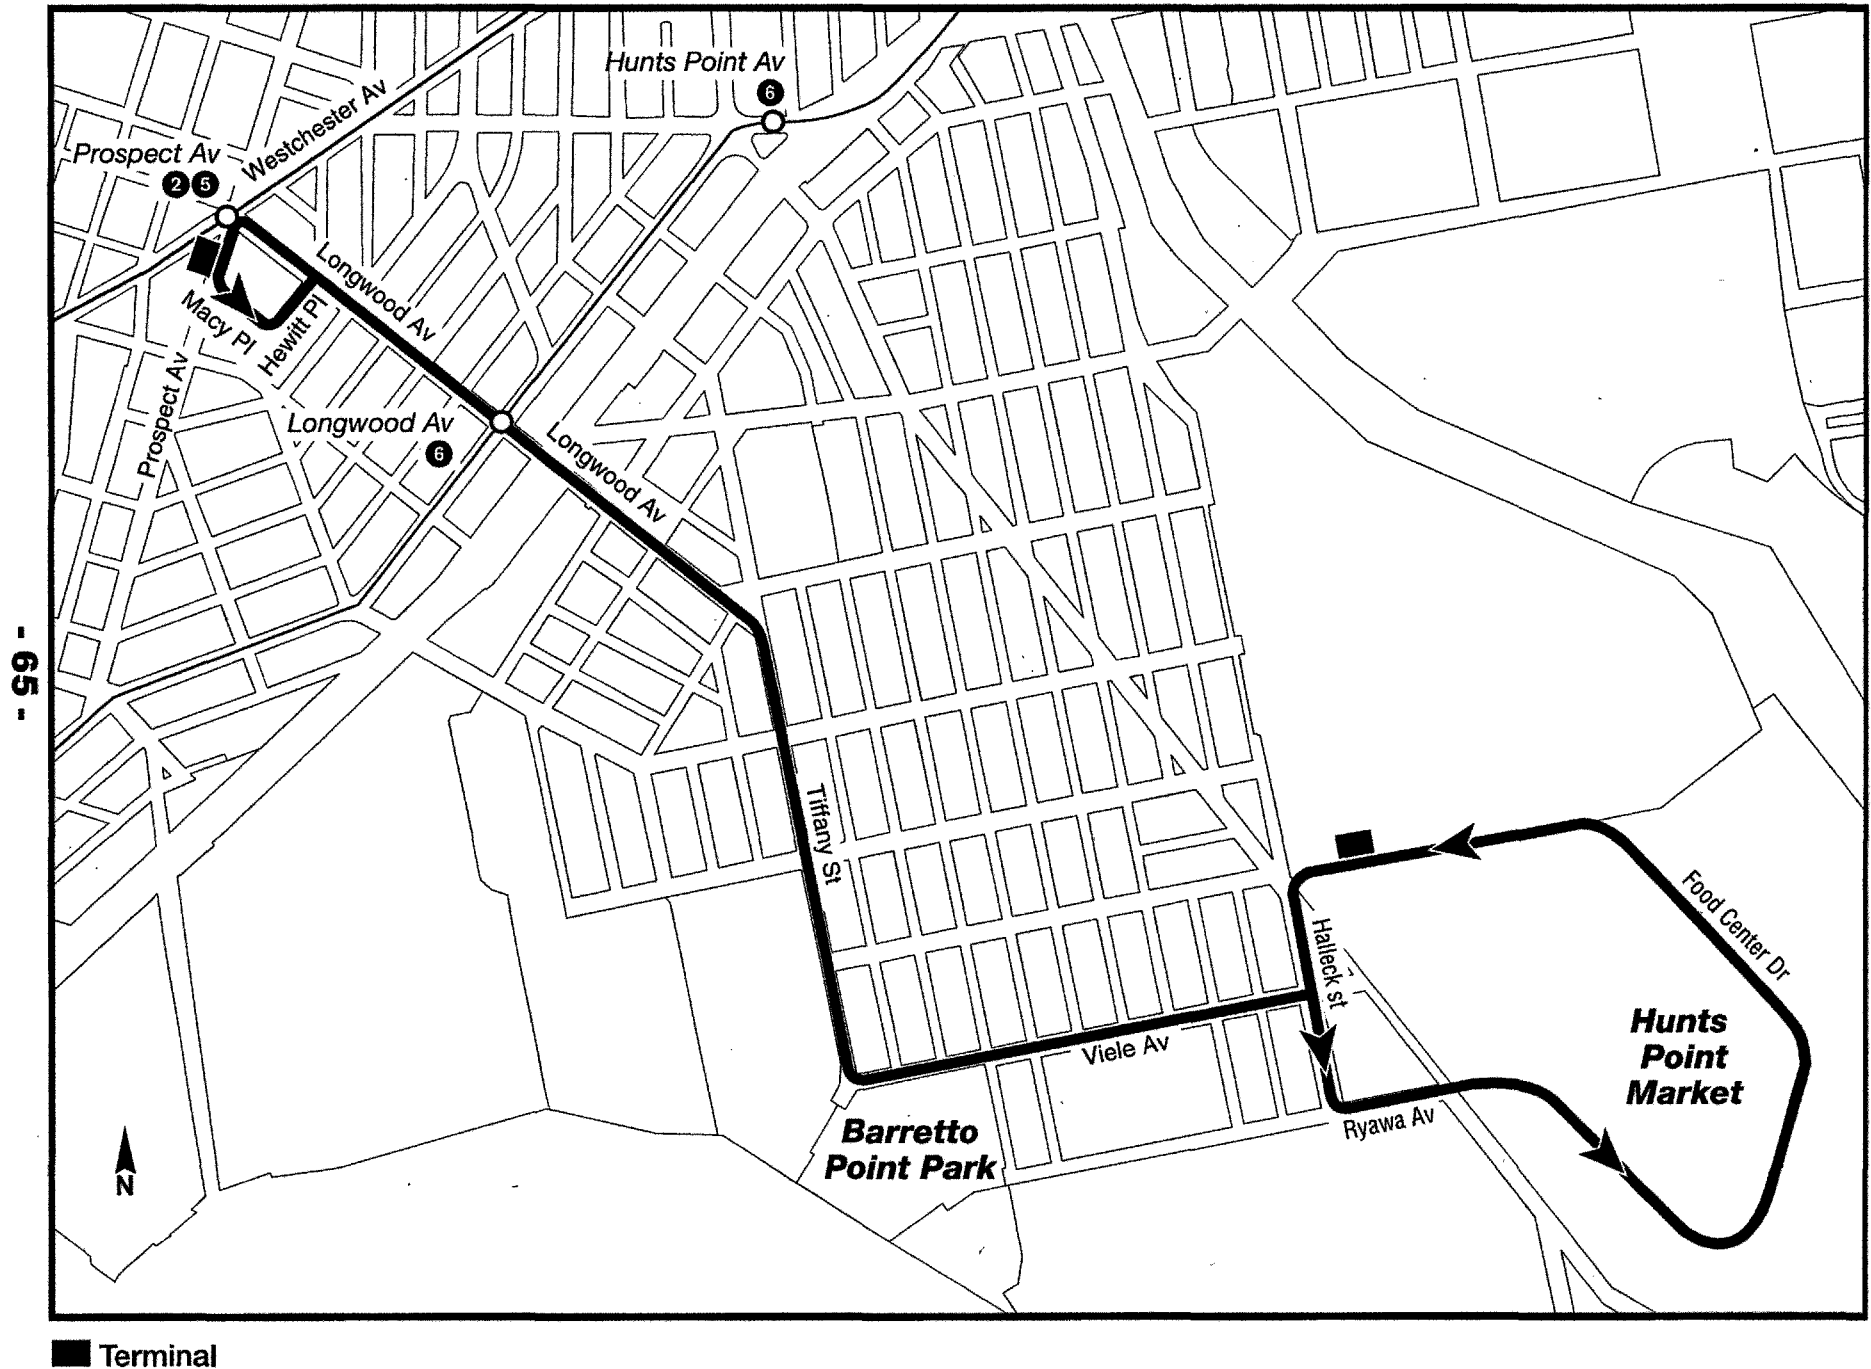 Hunts Point Av
6
Westchester Av
Prospect Av
2 5
Longwood Av
Macy Pl
Hewitt Pl
Prospect Av
Longwood Av
6
Longwood Av
- 65 -
Tiffany St
Food Center Dr
Halleck st
Hunts
Point
Market
Viele Av
Ryawa Av
Barretto
Point Park
N
Terminal